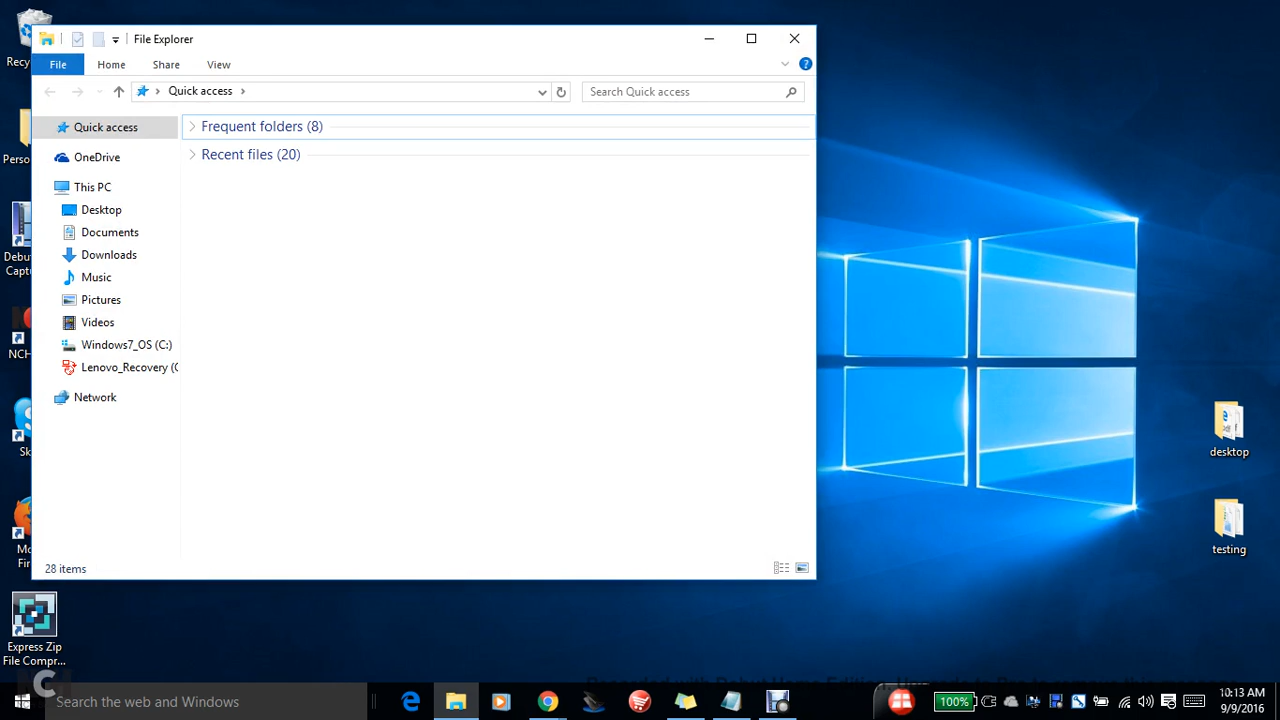 File Explorer
File Home Share View
Quick access
Search Quick access
Quick access
OneDrive
This PC
Desktop
Documents
Downloads
Music
Pictures
Videos
Windows7_OS (C:)
Lenovo_Recovery (
Network
Frequent folders (8)
Recent files (20)
28 items
Recy
Perso
Debu
Capt
NCH
Sk
Mo
Fir
Express Zip
File Compr...
desktop
testing
Search the web and Windows
100%
10:13 AM
9/9/2016